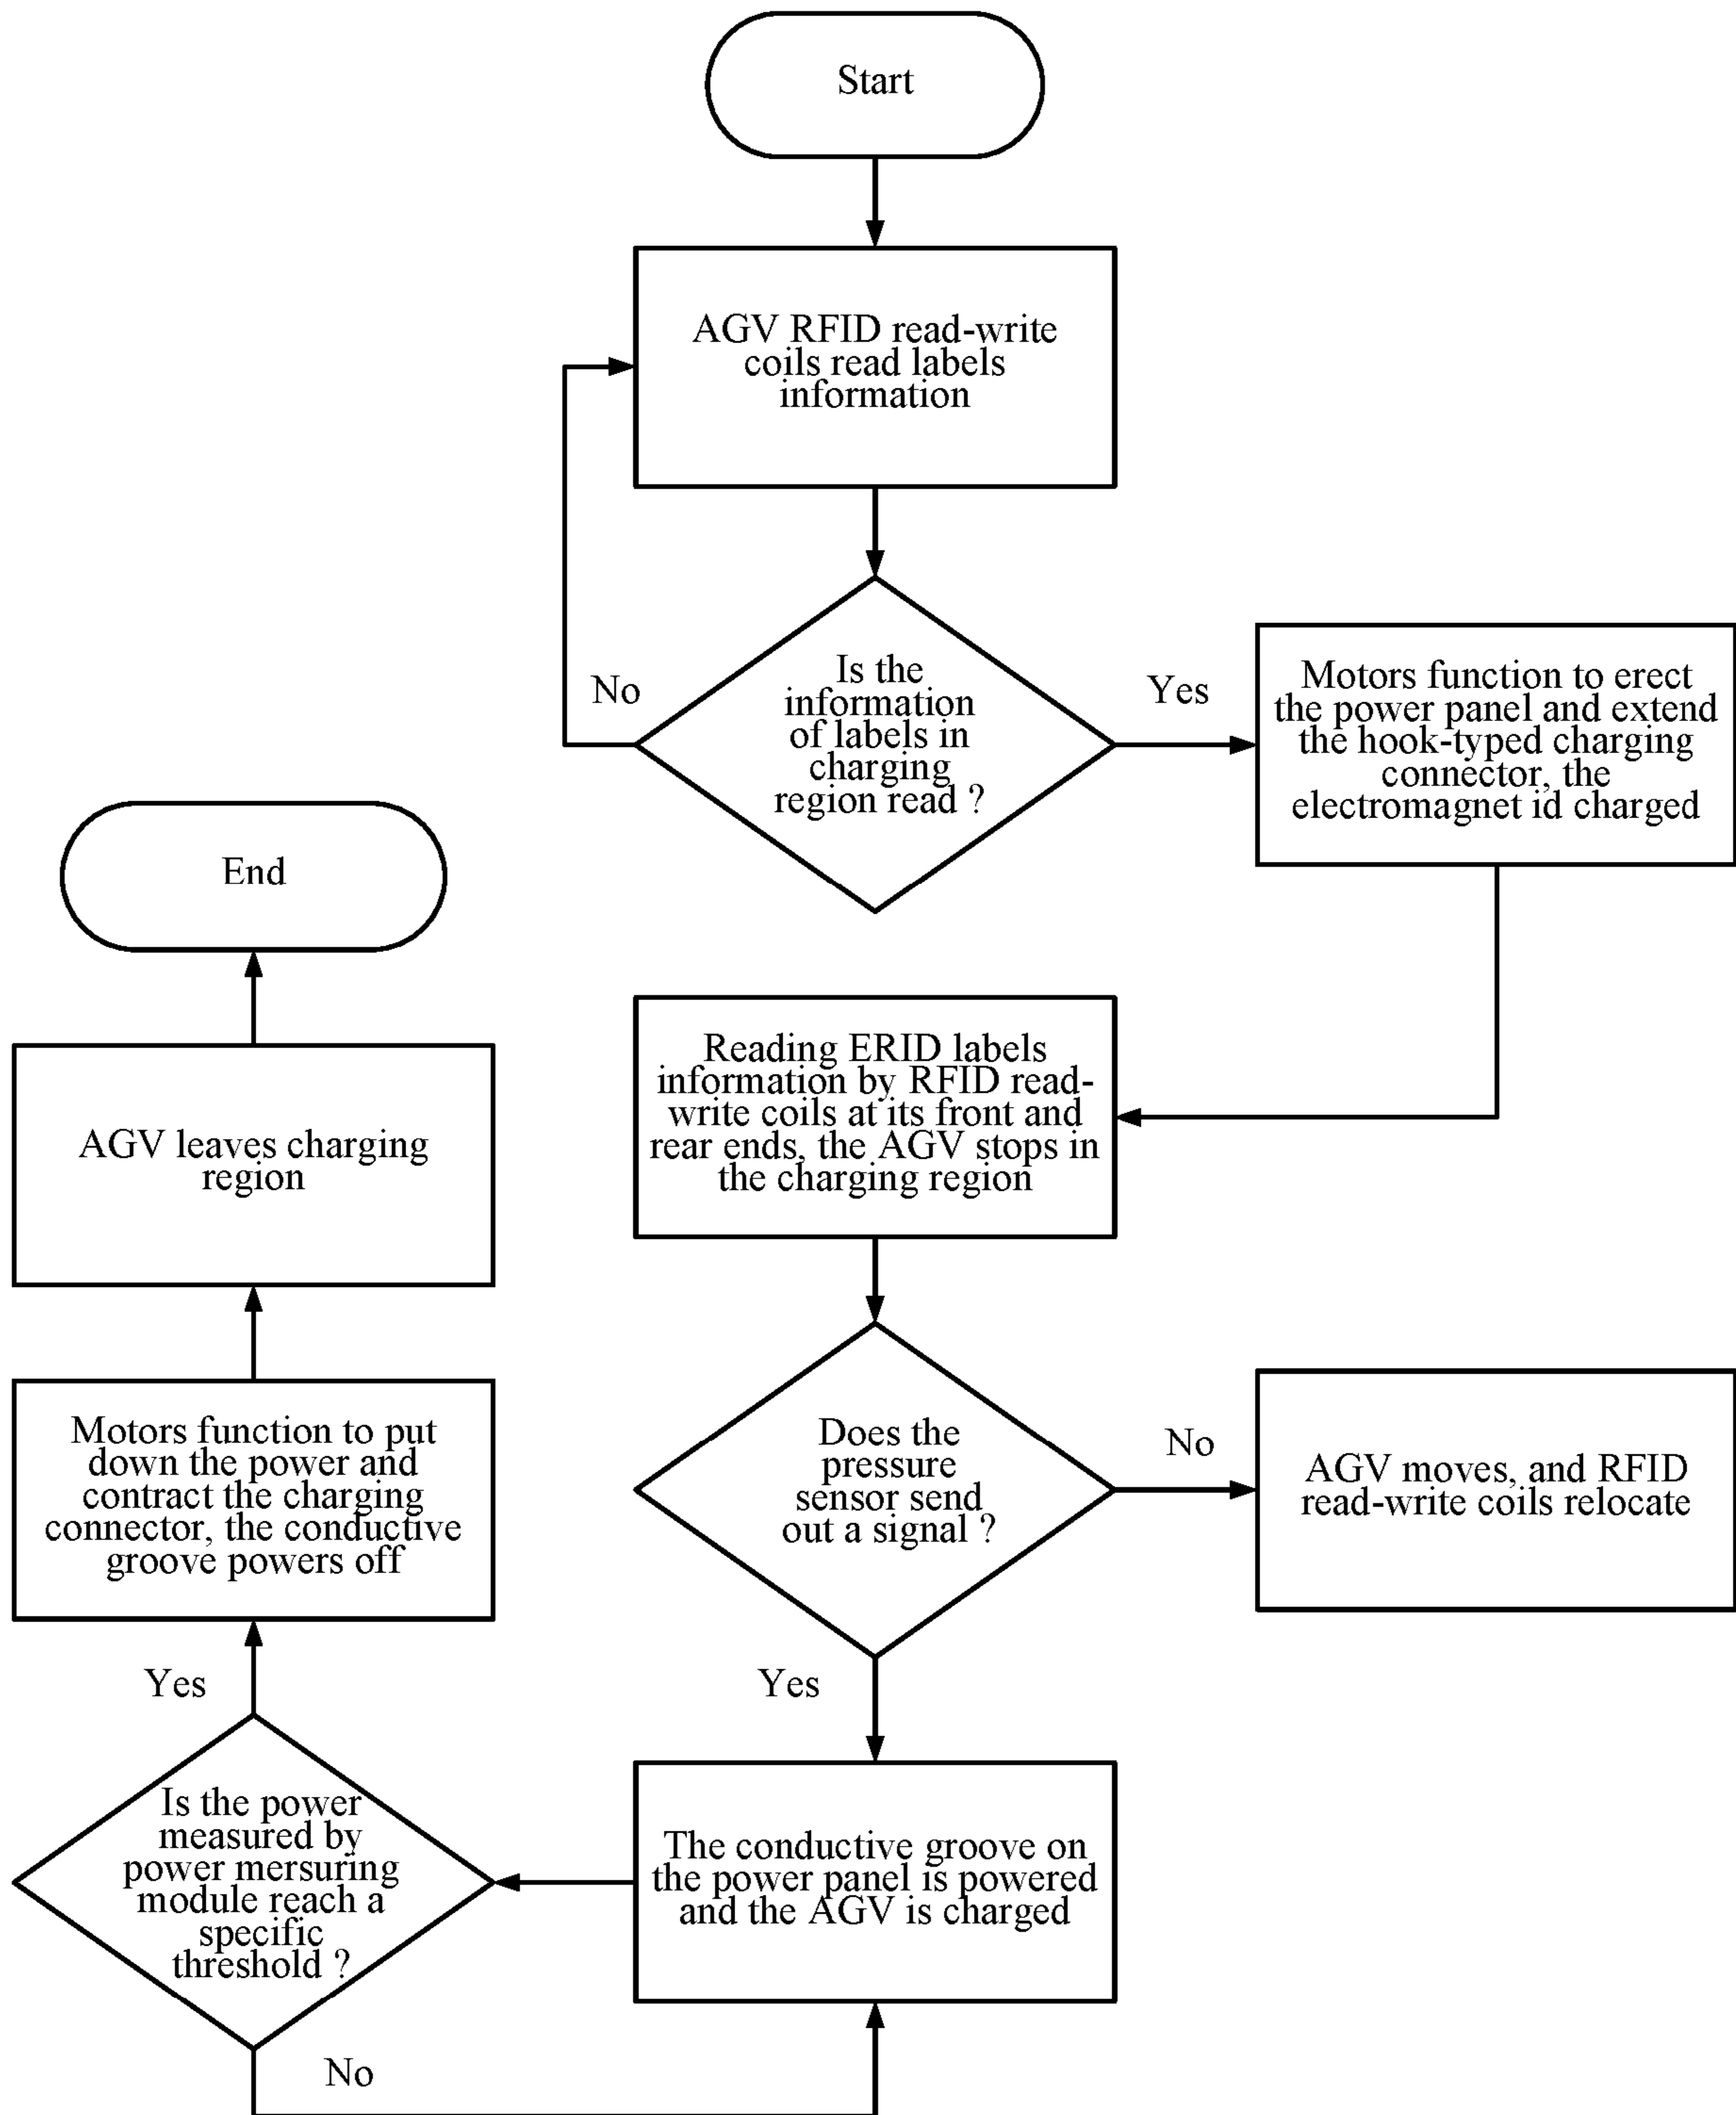 Start
AGV RFID read-write
coils read labels
information
Is the
information
of labels in
charging
region read ?
No
Yes
Motors function to erect
the power panel and extend
the hook-typed charging
connector, the
electromagnet id charged
End
Reading ERID labels
information by RFID read-
write coils at its front and
rear ends, the AGV stops in
the charging region
AGV leaves charging
region
Does the
pressure
sensor send
out a signal ?
No
AGV moves, and RFID
read-write coils relocate
Motors function to put
down the power and
contract the charging
connector, the conductive
groove powers off
Yes
Yes
Is the power
measured by
power mersuring
module reach a
specific
threshold ?
The conductive groove on
the power panel is powered
and the AGV is charged
No